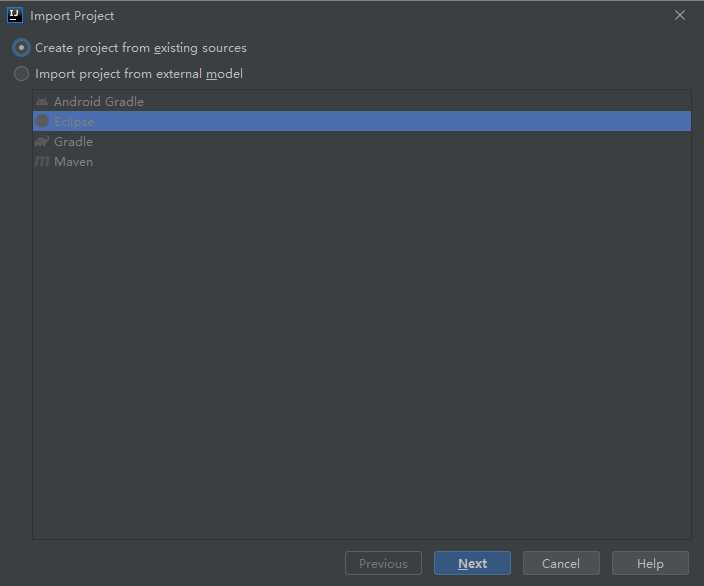 IJ Import Project
Create project from existing sources
Import project from external model
Android Gradle
Eclipse
Gradle
m Maven
Previous Next Cancel Help